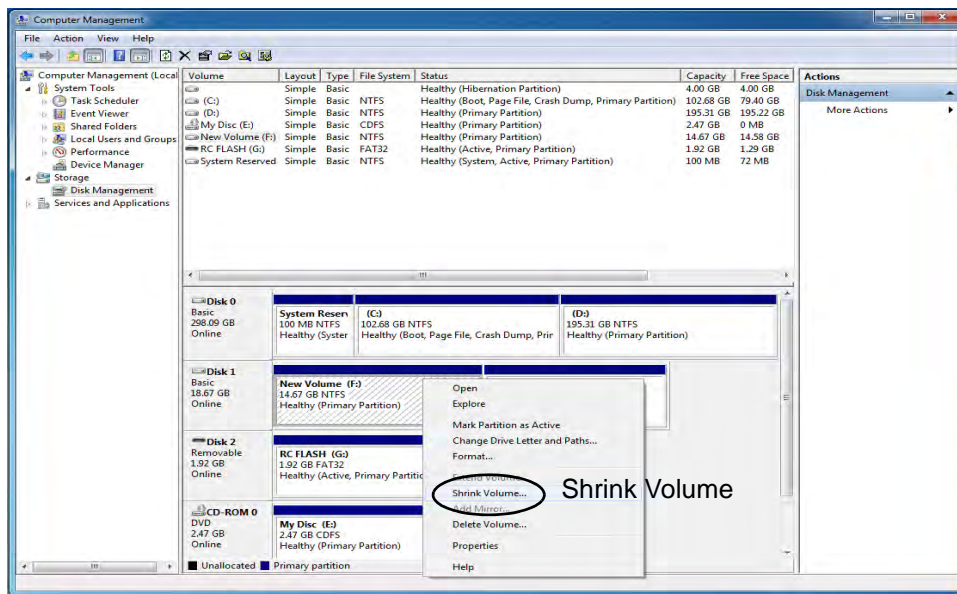 Computer Management
File Action View Help
Computer Management (Local
System Tools
Task Scheduler
Event Viewer
Shared Folders
Local Users and Groups
Performance
Device Manager
Storage
Disk Management
Services and Applications
Volume Layout Type File System Status Capacity Free Space
Simple Basic Healthy (Hibernation Partition) 4.00 GB 4.00 GB
(C:) Simple Basic NTFS Healthy (Boot, Page File, Crash Dump, Primary Partition) 102.68 GB 79.40 GB
(D:) Simple Basic NTFS Healthy (Primary Partition) 195.31 GB 195.22 GB
My Disc (E:) Simple Basic CDFS Healthy (Primary Partition) 2.47 GB 0 MB
New Volume (F:) Simple Basic NTFS Healthy (Primary Partition) 14.67 GB 14.58 GB
RC FLASH (G:) Simple Basic FAT32 Healthy (Active, Primary Partition) 1.92 GB 1.29 GB
System Reserved Simple Basic NTFS Healthy (System, Active, Primary Partition) 100 MB 72 MB
Actions
Disk Management
More Actions
Disk 0
Basic
298.09 GB
Online
System Reserv
100 MB NTFS
Healthy (Syster
(C:)
102.68 GB NTFS
Healthy (Boot, Page File, Crash Dump, Prir
(D:)
195.31 GB NTFS
Healthy (Primary Partition)
Disk 1
Basic
18.67 GB
Online
New Volume (F:)
14.67 GB NTFS
Healthy (Primary Partition)
Disk 2
Removable
1.92 GB
Online
RC FLASH (G:)
1.92 GB FAT32
Healthy (Active, Primary Partitic
CD-ROM 0
DVD
2.47 GB
Online
My Disc (E:)
2.47 GB CDFS
Healthy (Primary Partition)
Open
Explore
Mark Partition as Active
Change Drive Letter and Paths...
Format...
Extend Volume...
Shrink Volume...
Add Mirror...
Delete Volume...
Properties
Help
Shrink Volume
Unallocated Primary partition